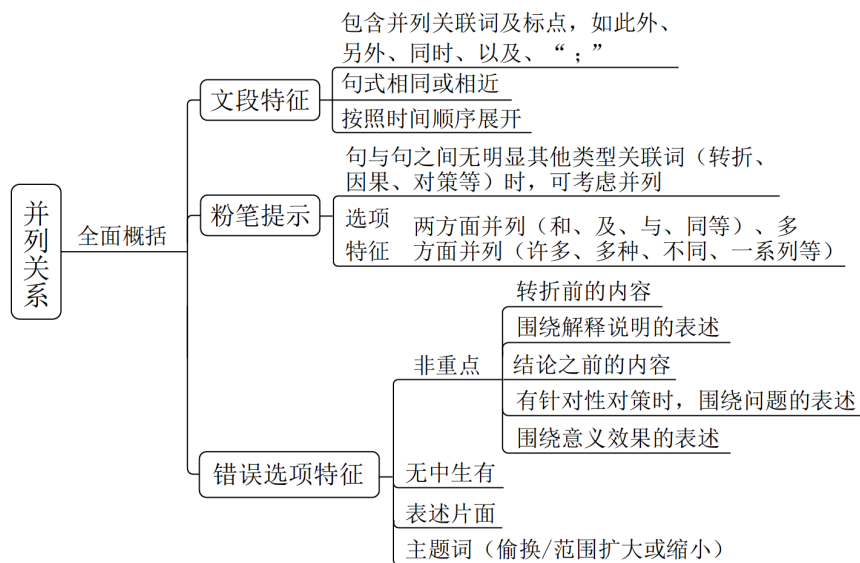 并列关系
全面概括
文段特征
包含并列关联词及标点，如此外、
另外、同时、以及、“；”
句式相同或相近
按照时间顺序展开
粉笔提示
句与句之间无明显其他类型关联词（转折、
因果、对策等）时，可考虑并列
选项
特征
两方面并列（和、及、与、同等）、多
方面并列（许多、多种、不同、一系列等）
错误选项特征
非重点
转折前的内容
围绕解释说明的表述
结论之前的内容
有针对性对策时，围绕问题的表述
围绕意义效果的表述
无中生有
表述片面
主题词（偷换/范围扩大或缩小）